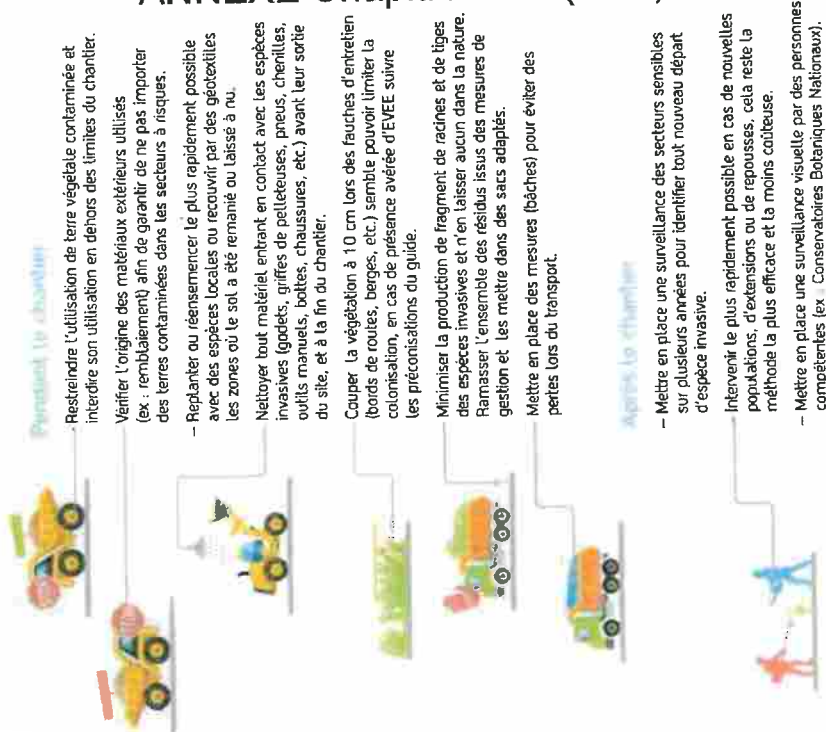 Pendant le chantier
– Restreindre l'utilisation de terre végétale contaminée et
interdire son utilisation en dehors des limites du chantier.
Vérifier l'origine des matériaux extérieurs utilisés
(ex : remblaiement) afin de garantir de ne pas importer
des terres contaminées dans les secteurs à risques.
– Replanter ou réensemencer le plus rapidement possible
avec des espèces locales ou recouvrir par des géotextiles
les zones où le sol a été remanié ou laissé à nu.
Nettoyer tout matériel entrant en contact avec les espèces
invasives (godets, griffes de pelleteuses, pneus, chenilles,
outils manuels, bottes, chaussures, etc.) avant leur sortie
du site, et à la fin du chantier.
Couper la végétation à 10 cm lors des fauches d'entretien
(bords de routes, berges, etc.) semble pouvoir limiter la
colonisation, en cas de présence avérée d'EVEE suivre
les préconisations du guide.
Minimiser la production de fragment de racines et de tiges
des espèces invasives et n'en laisser aucun dans la nature.
Ramasser l'ensemble des résidus issus des mesures de
gestion et les mettre dans des sacs adaptés.
Mettre en place des mesures (bâches) pour éviter des
pertes lors du transport.
Après le chantier
– Mettre en place une surveillance des secteurs sensibles
sur plusieurs années pour identifier tout nouveau départ
d'espèce invasive.
Intervenir le plus rapidement possible en cas de nouvelles
populations, d'extensions ou de repousses, cela reste la
méthode la plus efficace et la moins coûteuse.
– Mettre en place une surveillance visuelle par des personnes
compétentes (ex : Conservatoires Botaniques Nationaux).